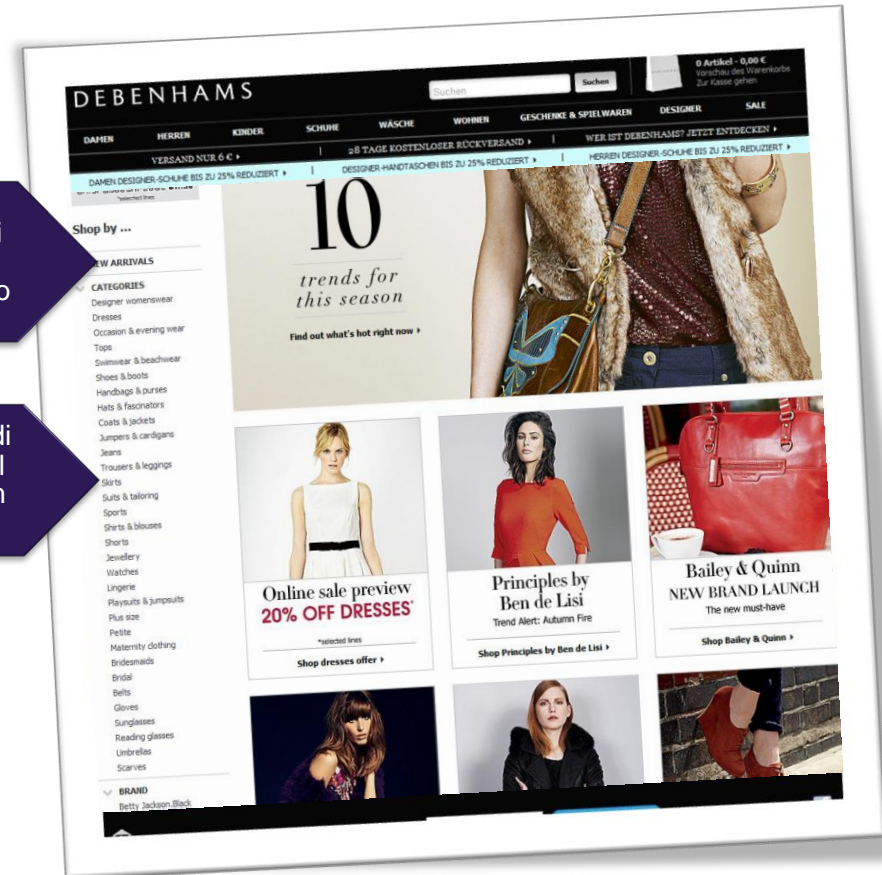 DEBENHAMS
Suchen
Suchen
0 Artikel - 0,00 €
Vorschau des Warenkorbs
Zur Kasse gehen
DAMEN HERREN KINDER SCHUHE WÄSCHE WOHNEN GESCHENKE & SPIELWAREN DESIGNER SALE
VERSAND NUR 6 € | 28 TAGE KOSTENLOSER RÜCKVERSAND | WER IST DEBENHAMS? JETZT ENTDECKEN
DAMEN DESIGNER-SCHUHE BIS ZU 25% REDUZIERT | DESIGNER-HANDTASCHEN BIS ZU 25% REDUZIERT | HERREN DESIGNER-SCHUHE BIS ZU 25% REDUZIERT
*selected lines
Shop by ...
ARRIVALS
CATEGORIES
Designer womenswear
Dresses
Occasion & evening wear
Tops
Swimwear & beachwear
Shoes & boots
Handbags & purses
Hats & fascinators
Coats & jackets
Jumpers & cardigans
Jeans
Trousers & leggings
Skirts
Suits & tailoring
Sports
Shirts & blouses
Shorts
Jewellery
Watches
Lingerie
Playsuits & jumpsuits
Plus size
Petite
Maternity clothing
Bridesmaids
Bridal
Belts
Gloves
Sunglasses
Reading glasses
Umbrellas
Scarves
BRAND
Betty Jackson.Black
10
trends for
this season
Find out what's hot right now
Online sale preview
20% OFF DRESSES*
*selected lines
Shop dresses offer
Principles by
Ben de Lisi
Trend Alert: Autumn Fire
Shop Principles by Ben de Lisi
Bailey & Quinn
NEW BRAND LAUNCH
The new must-have
Shop Bailey & Quinn